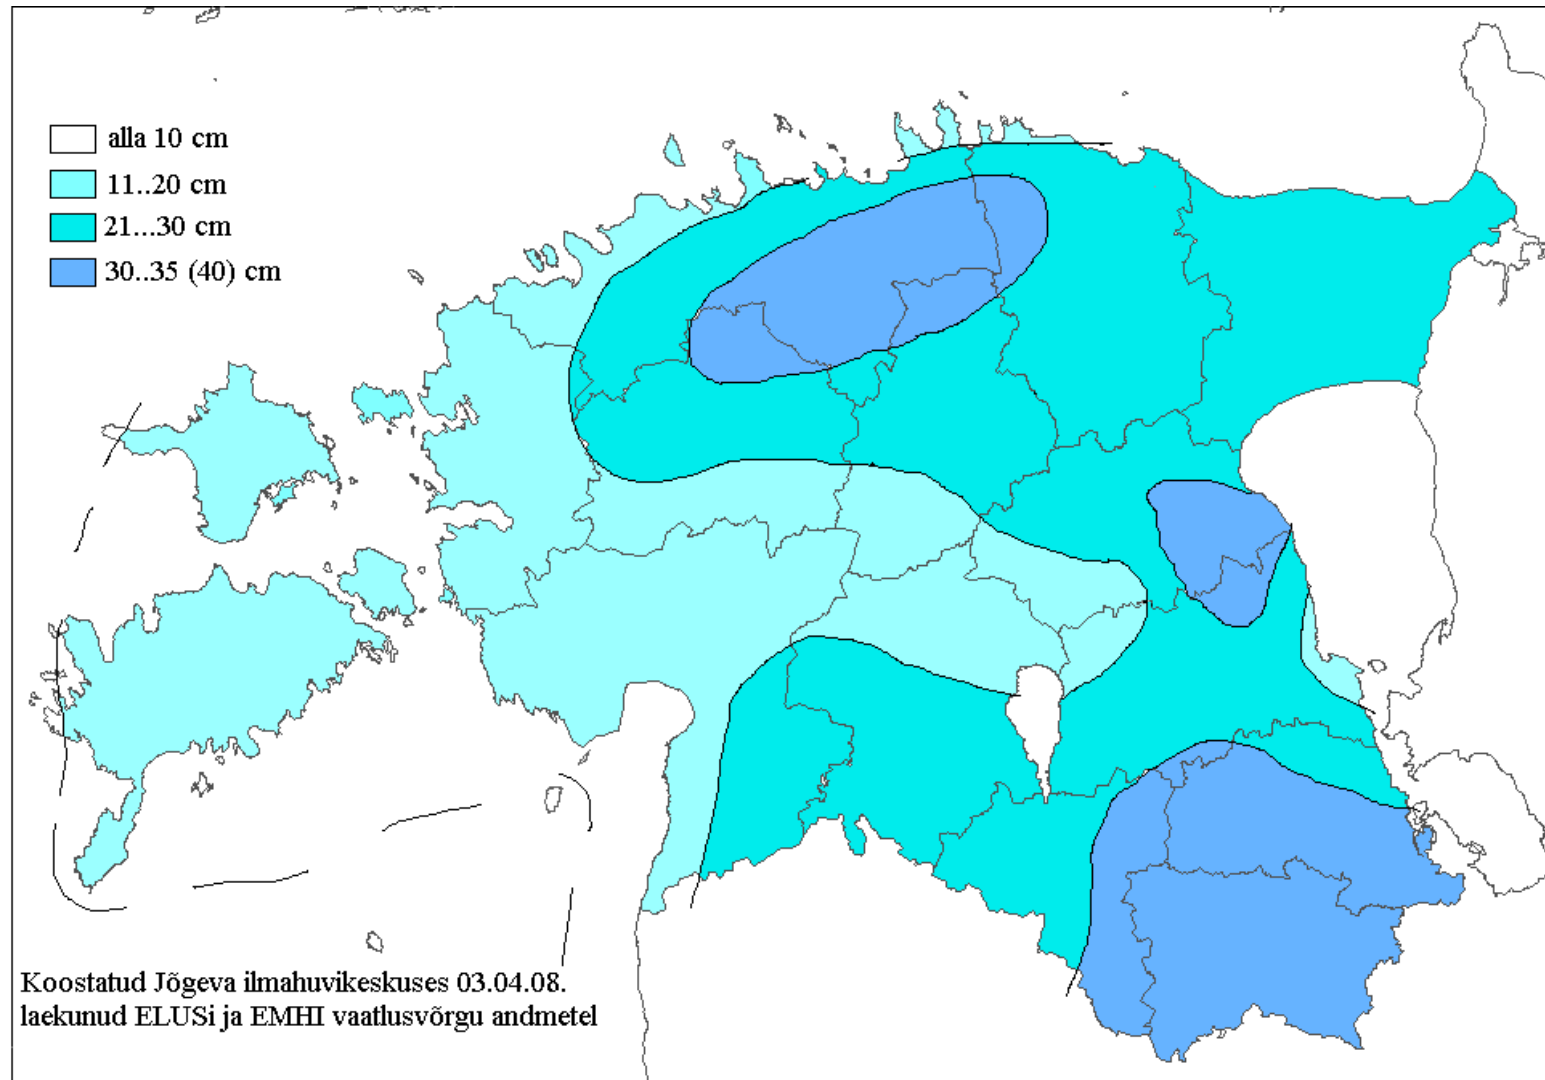 alla 10 cm
11..20 cm
21...30 cm
30..35 (40) cm
Koostatud Jõgeva ilmahuvikeskuses 03.04.08.
laekunud ELUSi ja EMHI vaatlusvõrgu andmetel